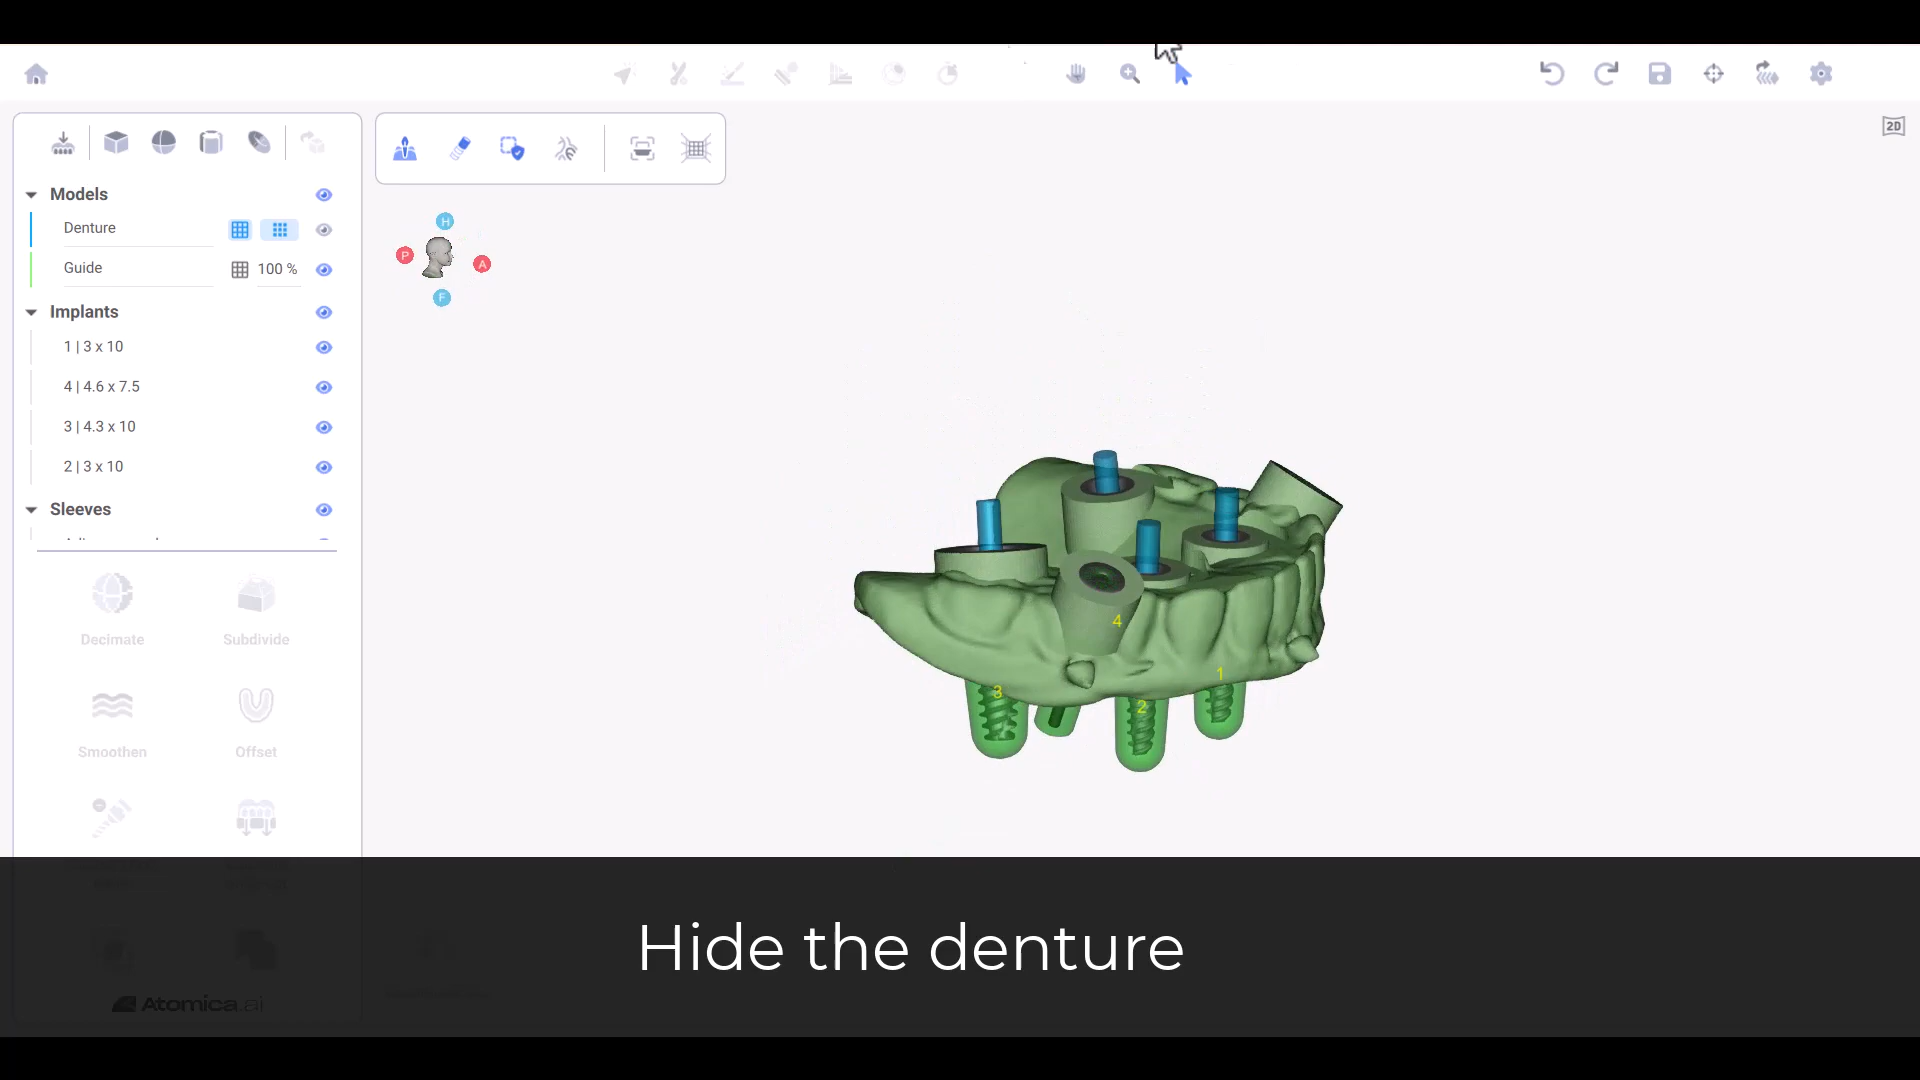 2D
Models
Denture
Guide
100 %
Implants
1 | 3 x 10
4 | 4.6 x 7.5
3 | 4.3 x 10
2 | 3 x 10
Sleeves
H
P
A
F
4
3
2
1
Decimate
Subdivide
Smoothen
Offset
Hide the denture
Atomica.ai